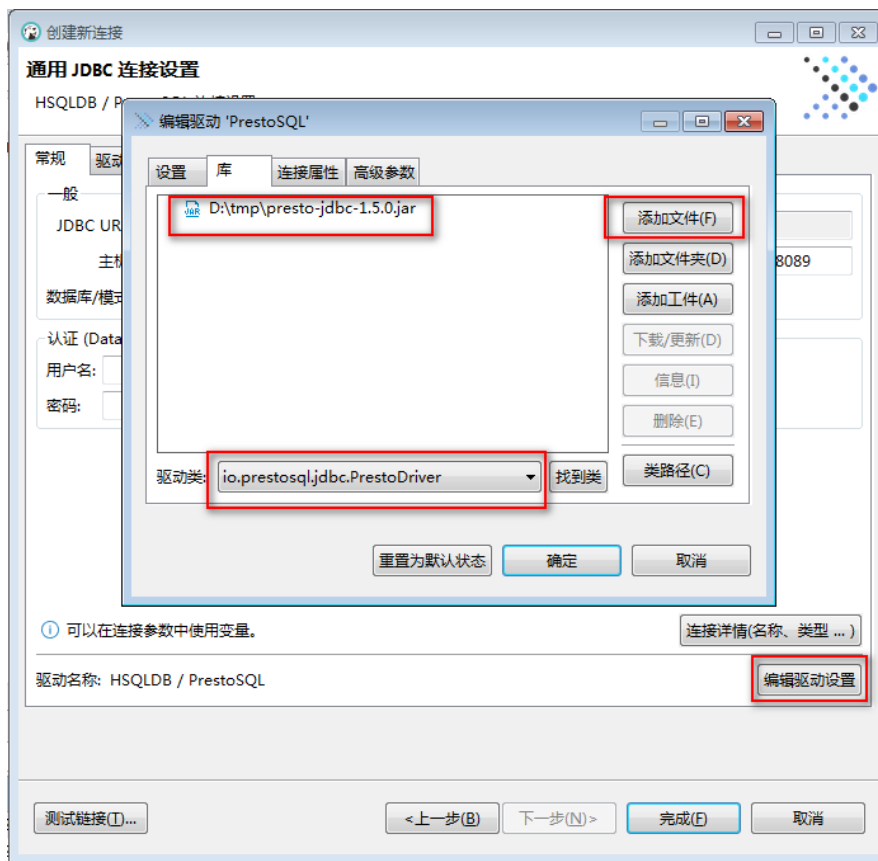 创建新连接
通用 JDBC 连接设置
HSQLDB /
编辑驱动 'PrestoSQL'
常规
设置 库 连接属性 高级参数
一般
JAR D:\tmp\presto-jdbc-1.5.0.jar
添加文件(F)
JDBC UR
添加文件夹(D)
8089
数据库/模式
添加工件(A)
认证 (Data
下载/更新(D)
用户名:
信息(I)
密码:
删除(E)
驱动类: io.prestosql.jdbc.PrestoDriver 找到类 类路径(C)
重置为默认状态 确定 取消
可以在连接参数中使用变量。 连接详情(名称、类型 ... )
驱动名称: HSQLDB / PrestoSQL 编辑驱动设置
测试链接(T)... <上一步(B) 下一步(N)> 完成(F) 取消